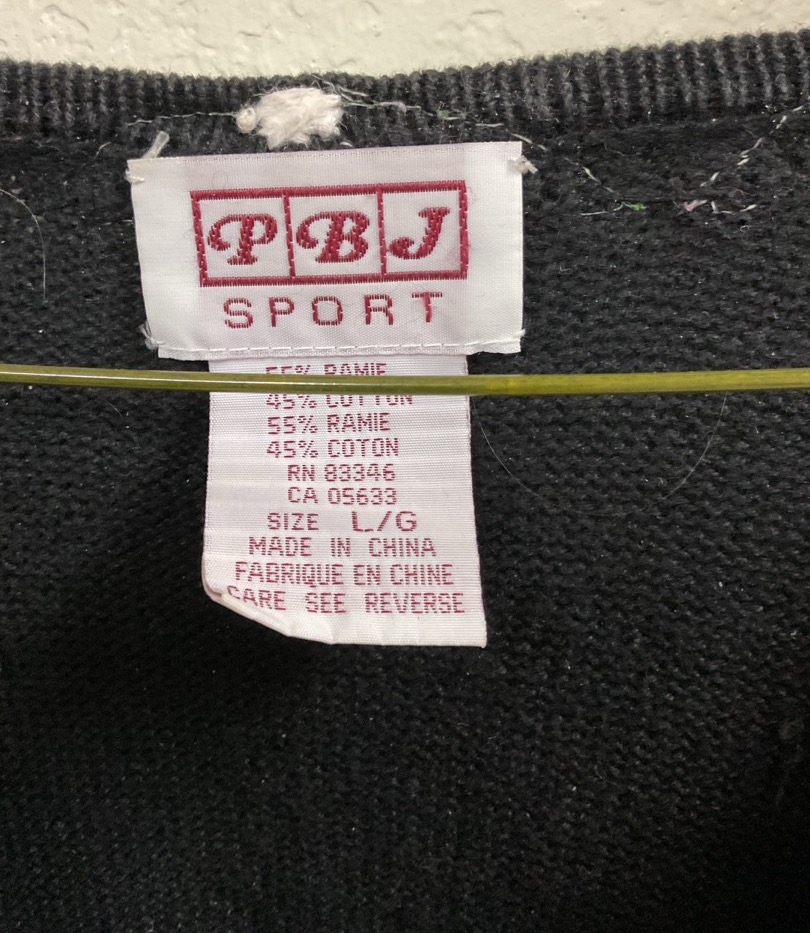 P B J
SPORT
55% RAMIE
45% COTTON
55% RAMIE
45% COTON
RN 83346
CA 05633
SIZE L/G
MADE IN CHINA
FABRIQUE EN CHINE
CARE SEE REVERSE